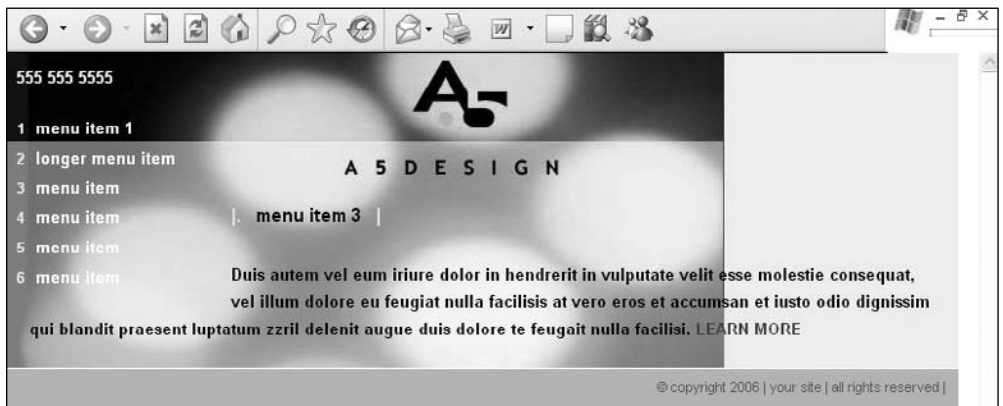 555 555 5555
1 menu item 1
2 longer menu item
3 menu item
4 menu item
5 menu item
6 menu item
A5
A 5 D E S I G N
|. menu item 3 |
Duis autem vel eum iriure dolor in hendrerit in vulputate velit esse molestie consequat,
vel illum dolore eu feugiat nulla facilisis at vero eros et accumsan et iusto odio dignissim
qui blandit praesent luptatum zzril delenit augue duis dolore te feugait nulla facilisi. LEARN MORE
© copyright 2006 | your site | all rights reserved |